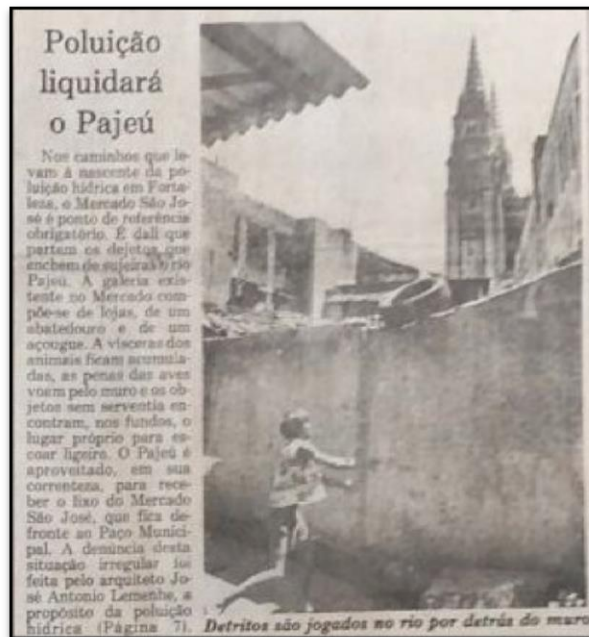 Poluição
liquidará
o Pajeú
Nos caminhos que le-
vam à nascente da po-
luição hídrica em Forta-
leza, o Mercado São Jo-
sé é ponto de referência
obrigatório. É dali que
partem os dejetos que
enchem de sujeiras o rio
Pajeú. A galeria exis-
tente no Mercado com-
põe-se de lojas, de um
abatedouro e de um
açougue. A vísceras dos
animais ficam acumula-
das, as penas das aves
voam pelo muro e os ob-
jetos sem serventia en-
contram, nos fundos, o
lugar próprio para es-
coar ligeiro. O Pajeú é
aproveitado, em sua
correnteza, para rece-
ber o lixo do Mercado
São José, que fica de-
fronte ao Paço Munici-
pal. A denúncia desta
situação irregular foi
feita pelo arquiteto Jo-
sé Antonio Lemenhe, a
propósito da poluição
hídrica (Página 7).
Detritos são jogados no rio por detrás do muro